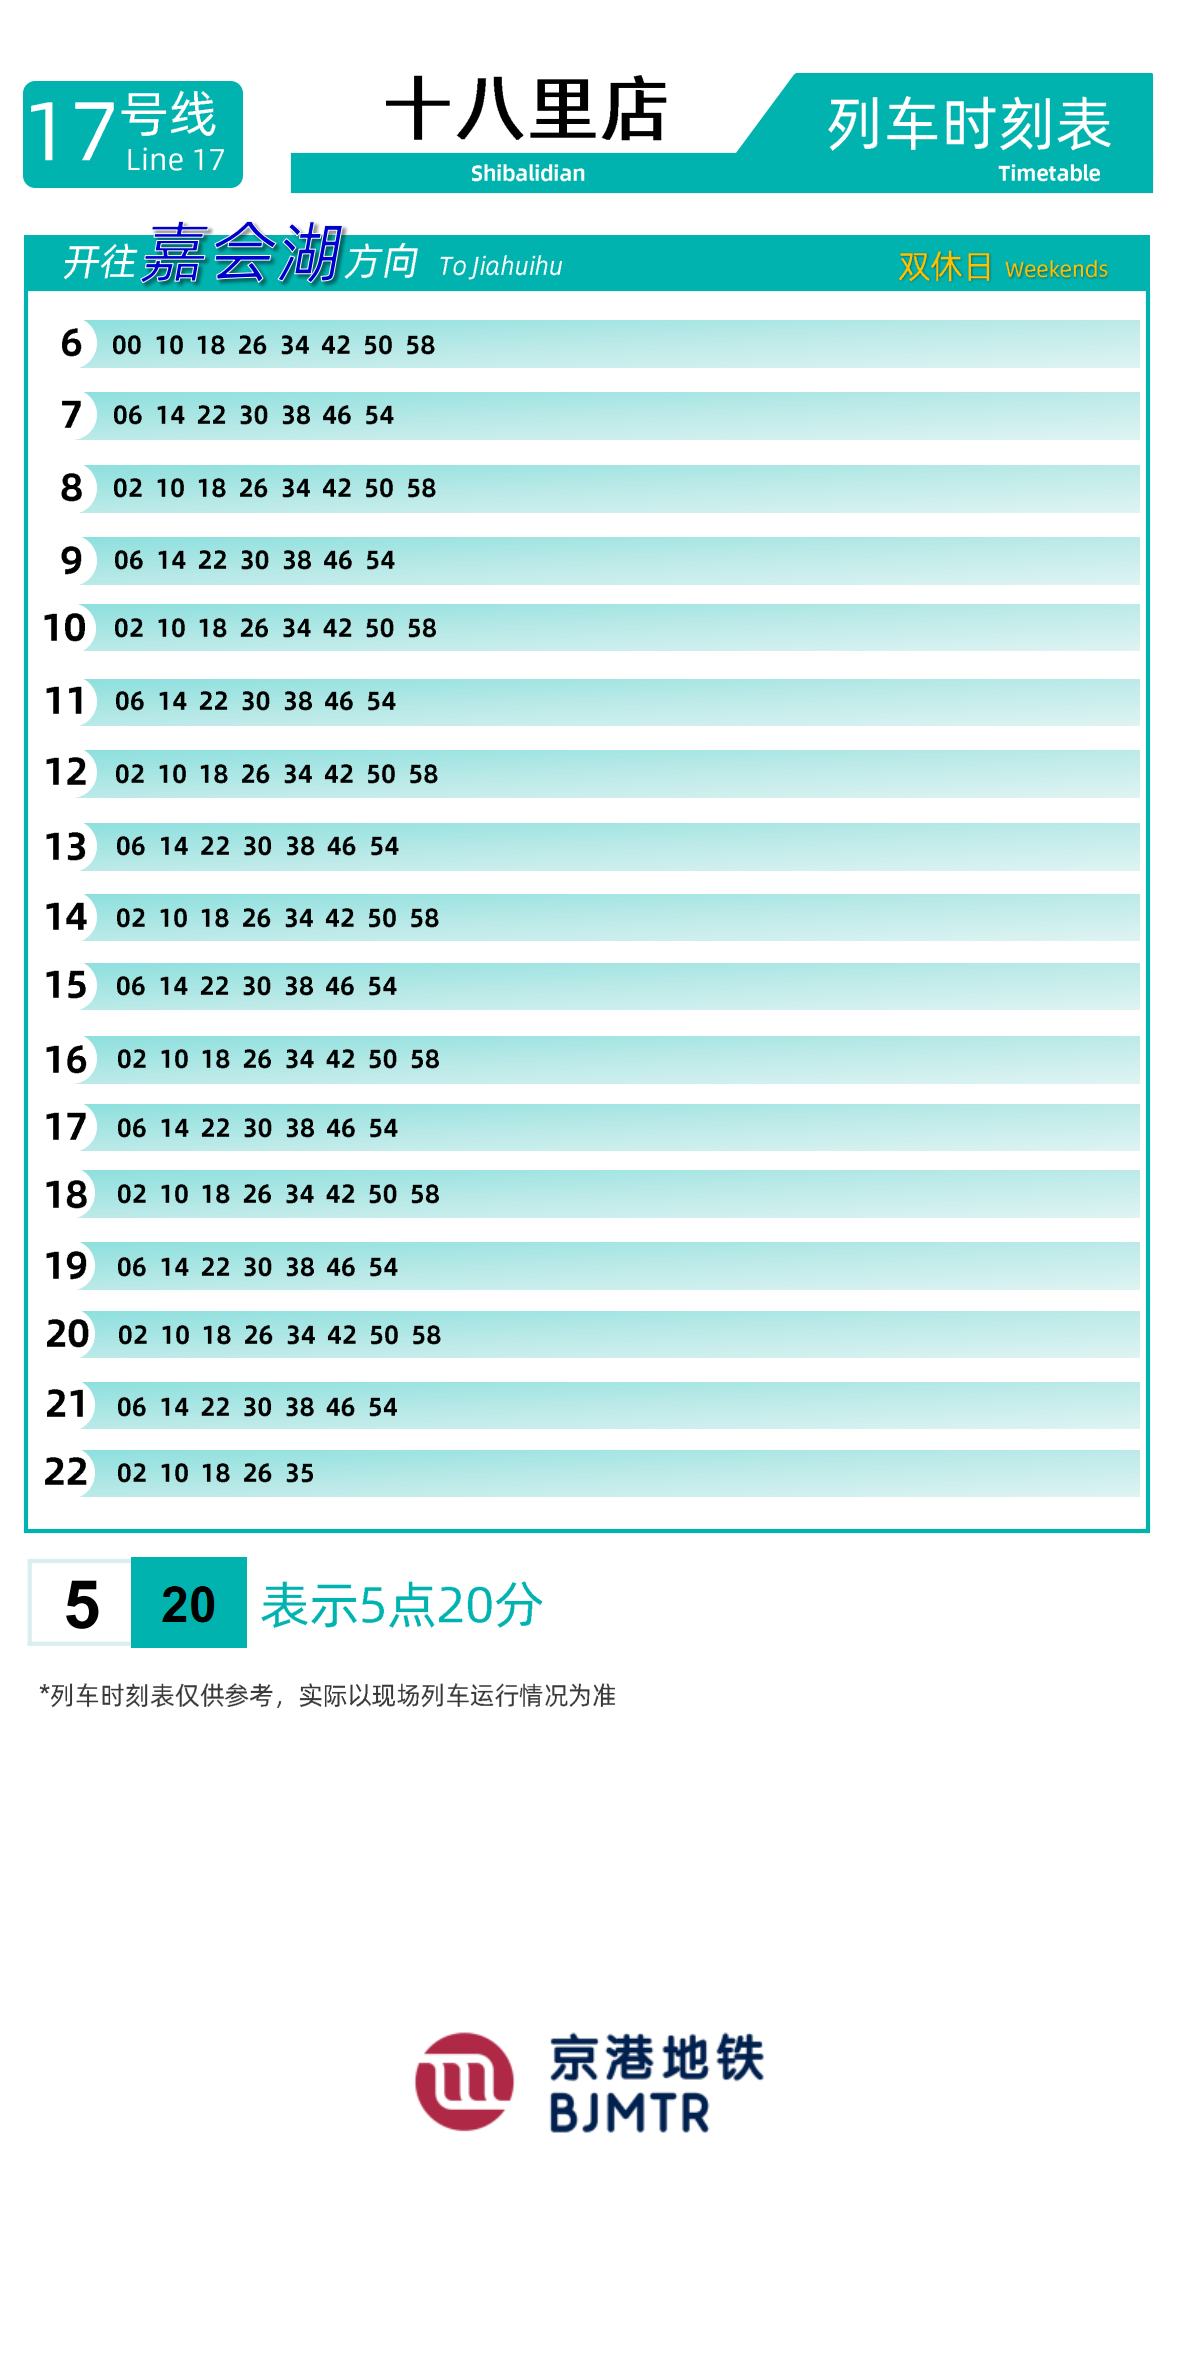 17号线
Line 17
十八里店
Shibalidian
列车时刻表
Timetable
开往嘉会湖方向 To Jiahuihu 双休日 Weekends
6 00 10 18 26 34 42 50 58
7 06 14 22 30 38 46 54
8 02 10 18 26 34 42 50 58
9 06 14 22 30 38 46 54
10 02 10 18 26 34 42 50 58
11 06 14 22 30 38 46 54
12 02 10 18 26 34 42 50 58
13 06 14 22 30 38 46 54
14 02 10 18 26 34 42 50 58
15 06 14 22 30 38 46 54
16 02 10 18 26 34 42 50 58
17 06 14 22 30 38 46 54
18 02 10 18 26 34 42 50 58
19 06 14 22 30 38 46 54
20 02 10 18 26 34 42 50 58
21 06 14 22 30 38 46 54
22 02 10 18 26 35
5 20 表示5点20分
*列车时刻表仅供参考，实际以现场列车运行情况为准
京港地铁
BJMTR